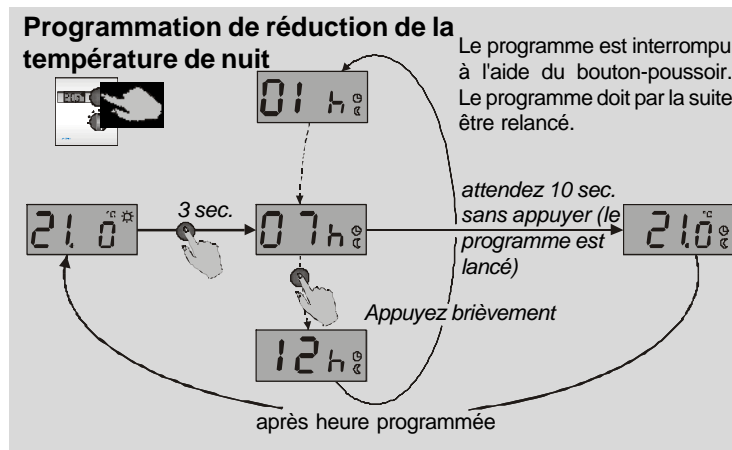 Programmation de réduction de la
température de nuit
Le programme est interrompu
à l'aide du bouton-poussoir.
Le programme doit par la suite
être relancé.
01 h
21.0 °C
3 sec.
07 h
attendez 10 sec.
sans appuyer (le
programme est
lancé)
21.0 °C
Appuyez brièvement
12 h
après heure programmée